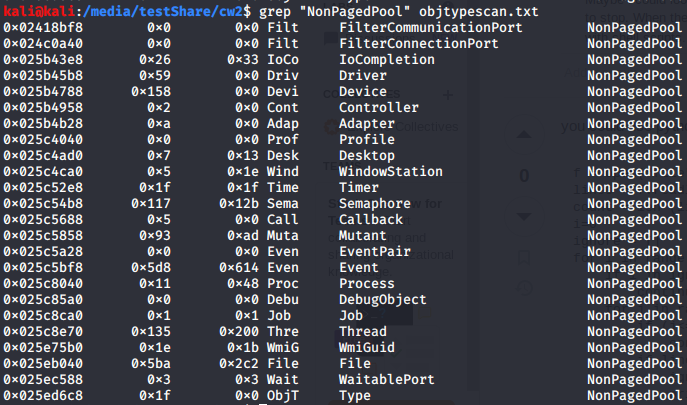 kali@kali:/media/testShare/cw2$ grep "NonPagedPool" objtypescan.txt
0×02418bf8 0×0 0×0 Filt FilterCommunicationPort NonPagedPool
0×024c0a40 0×0 0×0 Filt FilterConnectionPort NonPagedPool
0×025b43e8 0×26 0×33 IoCo IoCompletion NonPagedPool
0×025b45b8 0×59 0×0 Driv Driver NonPagedPool
0×025b4788 0×158 0×0 Devi Device NonPagedPool
0×025b4958 0×2 0×0 Cont Controller NonPagedPool
0×025b4b28 0×a 0×0 Adap Adapter NonPagedPool
0×025c4040 0×0 0×0 Prof Profile NonPagedPool
0×025c4ad0 0×7 0×13 Desk Desktop NonPagedPool
0×025c4ca0 0×5 0×1e Wind WindowStation NonPagedPool
0×025c52e8 0×1f 0×1f Time Timer NonPagedPool
0×025c54b8 0×117 0×12b Sema Semaphore NonPagedPool
0×025c5688 0×5 0×0 Call Callback NonPagedPool
0×025c5858 0×93 0×ad Muta Mutant NonPagedPool
0×025c5a28 0×0 0×0 Even EventPair NonPagedPool
0×025c5bf8 0×5d8 0×614 Even Event NonPagedPool
0×025c8040 0×11 0×48 Proc Process NonPagedPool
0×025c85a0 0×0 0×0 Debu DebugObject NonPagedPool
0×025c8ca0 0×1 0×1 Job Job NonPagedPool
0×025c8e70 0×135 0×200 Thre Thread NonPagedPool
0×025e75b0 0×1e 0×1b WmiG WmiGuid NonPagedPool
0×025eb040 0×5ba 0×2c2 File File NonPagedPool
0×025ec588 0×3 0×3 Wait WaitablePort NonPagedPool
0×025ed6c8 0×1f 0×0 ObjT Type NonPagedPool